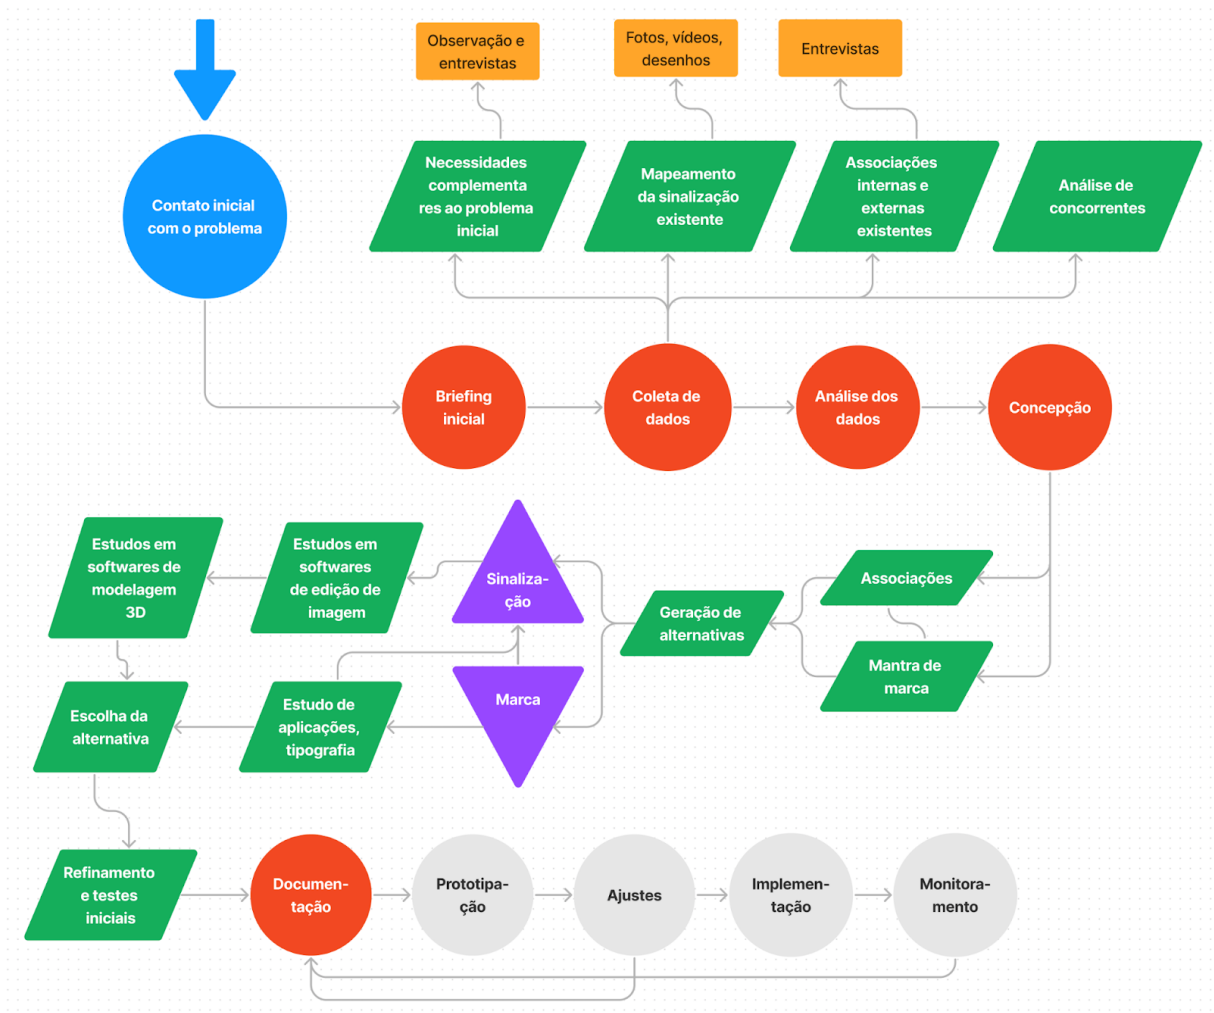 Observação e
entrevistas
Fotos, vídeos,
desenhos
Entrevistas
Contato inicial
com o problema
Necessidades
complementa
res ao problema
inicial
Mapeamento
da sinalização
existente
Associações
internas e
externas
existentes
Análise de
concorrentes
Briefing
inicial
Coleta de
dados
Análise dos
dados
Concepção
Estudos em
softwares de
modelagem
3D
Estudos em
softwares
de edição de
imagem
Sinaliza-
ção
Geração de
alternativas
Associações
Mantra de
marca
Escolha da
alternativa
Estudo de
aplicações,
tipografia
Marca
Refinamento
e testes
iniciais
Documen-
tação
Prototipa-
ção
Ajustes
Implemen-
tação
Monitora-
mento